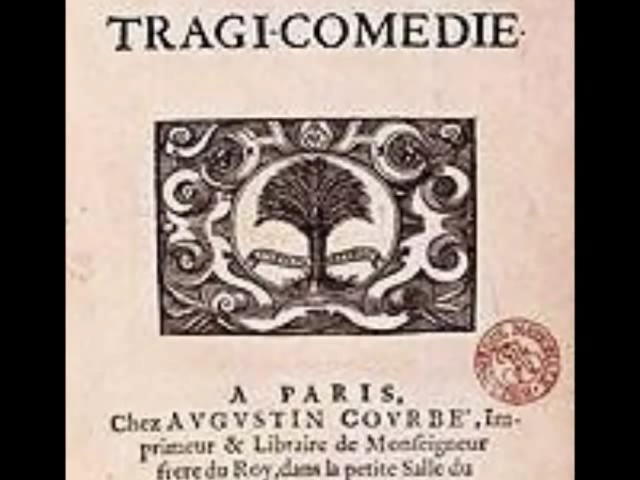 TRAGI-COMEDIE.
A PARIS,
Chez AVGVSTIN COVRBE', Im-
primeur & Libraire de Monſeigneur
frere du Roy, dans la petite Salle du